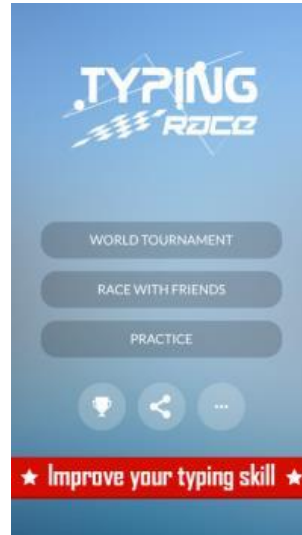 TYPING
Race
WORLD TOURNAMENT
RACE WITH FRIENDS
PRACTICE
Improve your typing skill